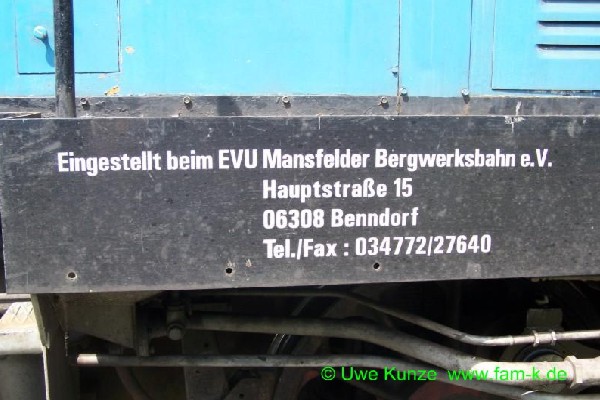 Eingestellt beim EVU Mansfelder Bergwerksbahn e.V.
Hauptstraße 15
06308 Benndorf
Tel./Fax : 034772/27640
© Uwe Kunze www.fam-k.de